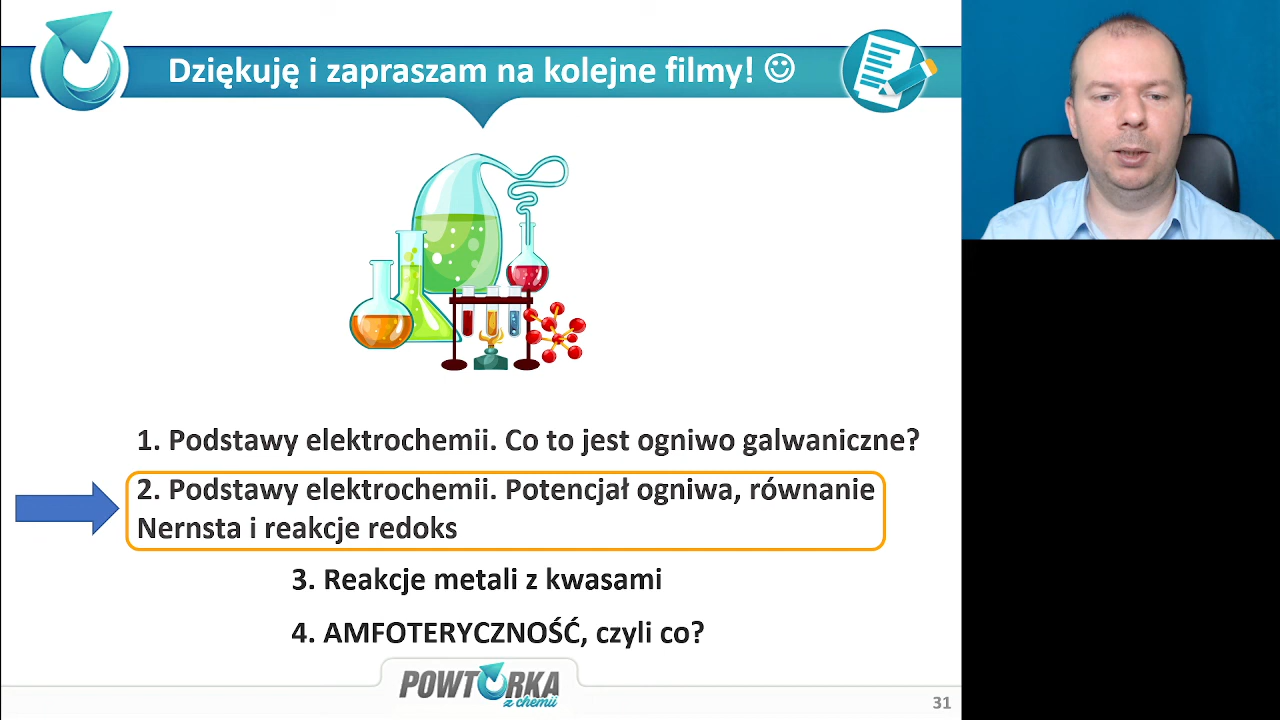 Dziękuję i zapraszam na kolejne filmy! ☺
1. Podstawy elektrochemii. Co to jest ogniwo galwaniczne?
2. Podstawy elektrochemii. Potencjał ogniwa, równanie
Nernsta i reakcje redoks
3. Reakcje metali z kwasami
4. AMFOTERYCZNOŚĆ, czyli co?
POWTÓRKA
z chemii
31